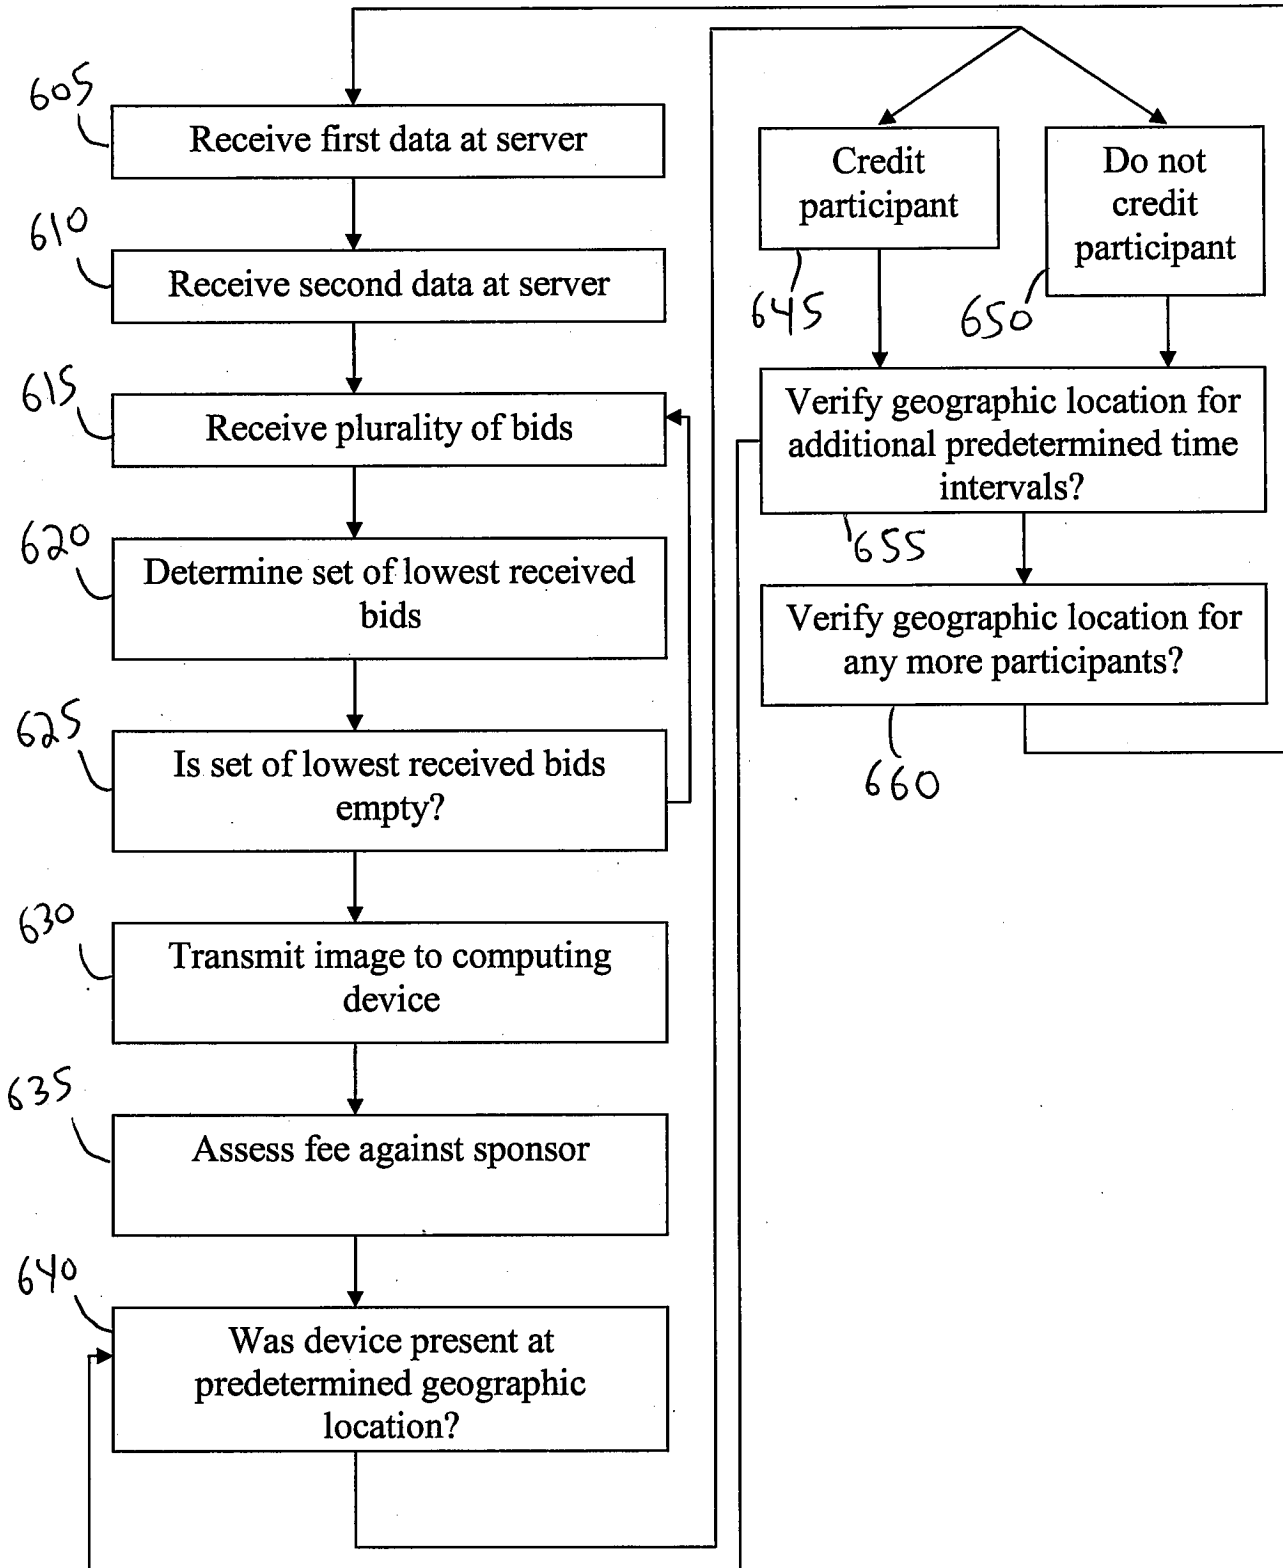 605
Receive first data at server
610
Receive second data at server
615
Receive plurality of bids
620
Determine set of lowest received
bids
625
Is set of lowest received bids
empty?
630
Transmit image to computing
device
635
Assess fee against sponsor
640
Was device present at
predetermined geographic
location?
Credit
participant
645
Do not
credit
participant
650
Verify geographic location for
additional predetermined time
intervals?
655
Verify geographic location for
any more participants?
660